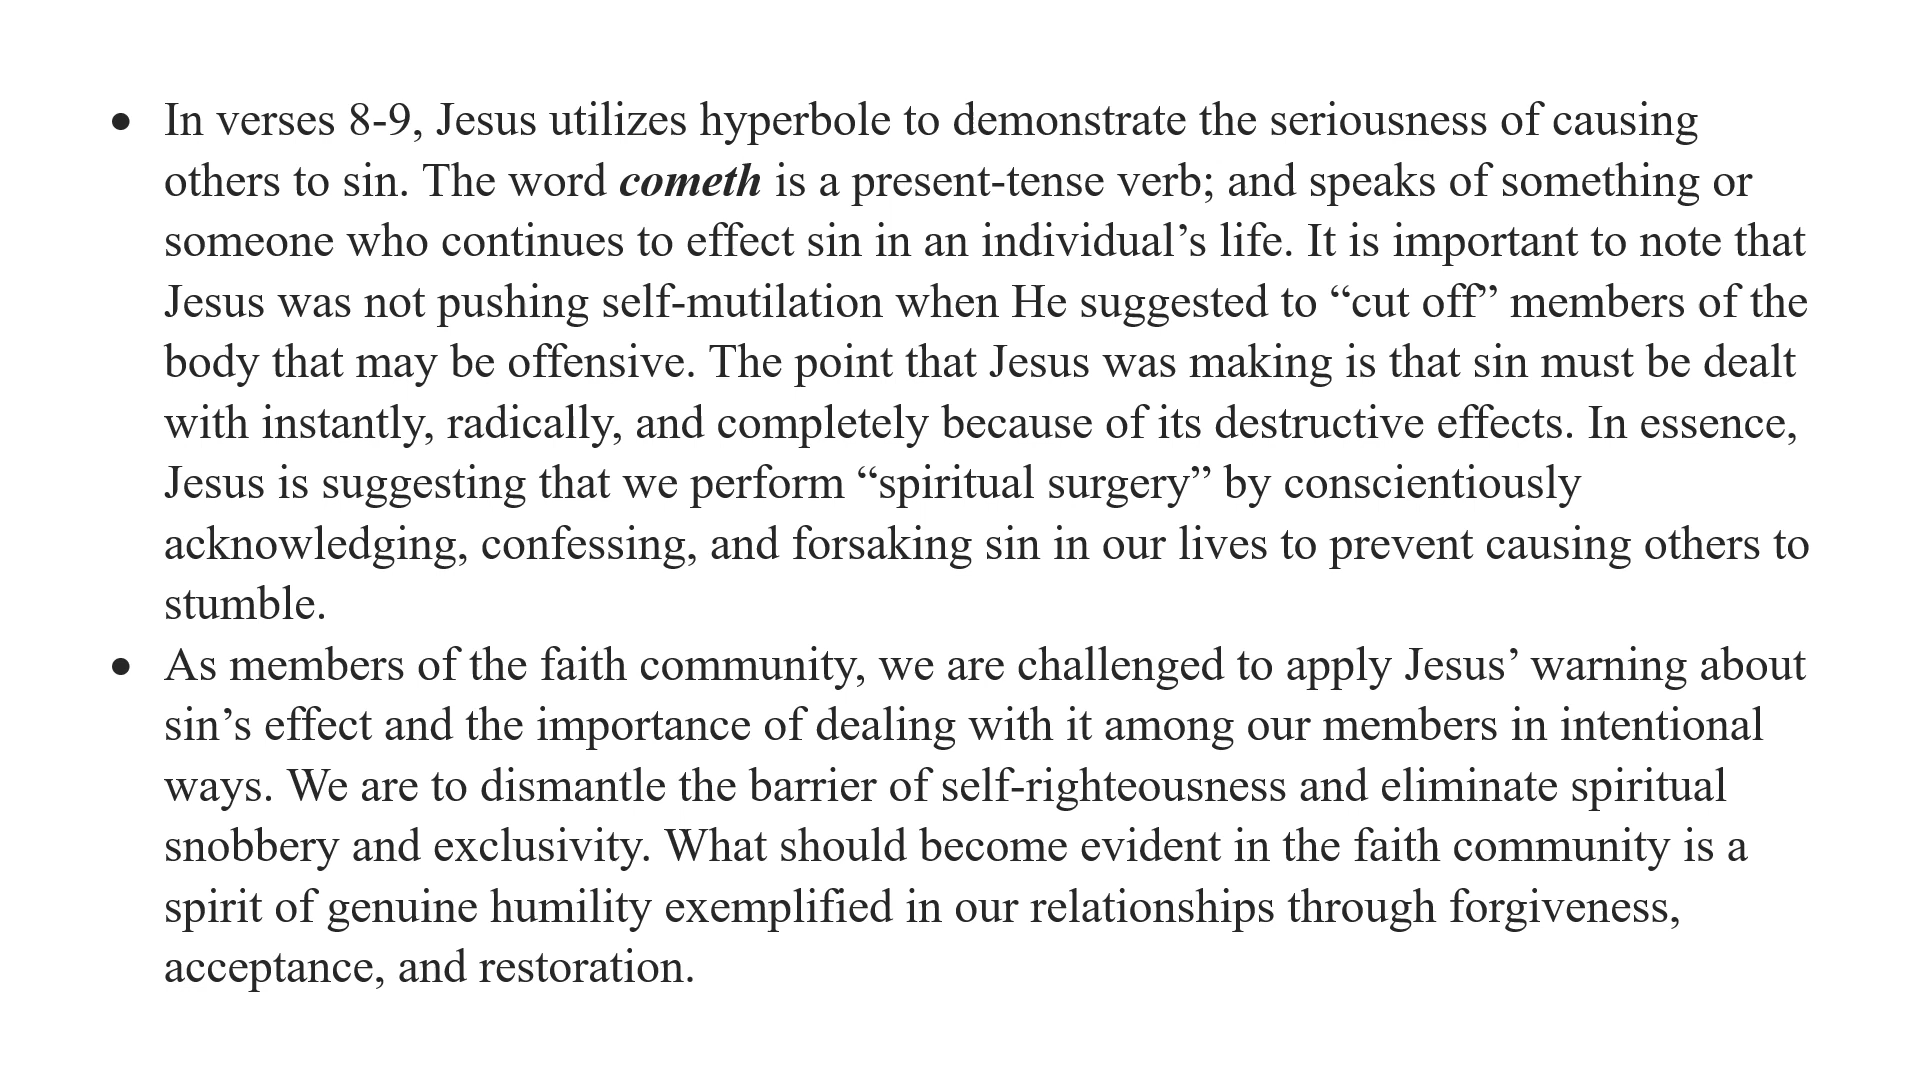 • In verses 8-9, Jesus utilizes hyperbole to demonstrate the seriousness of causing
others to sin. The word cometh is a present-tense verb; and speaks of something or
someone who continues to effect sin in an individual’s life. It is important to note that
Jesus was not pushing self-mutilation when He suggested to “cut off” members of the
body that may be offensive. The point that Jesus was making is that sin must be dealt
with instantly, radically, and completely because of its destructive effects. In essence,
Jesus is suggesting that we perform “spiritual surgery” by conscientiously
acknowledging, confessing, and forsaking sin in our lives to prevent causing others to
stumble.
• As members of the faith community, we are challenged to apply Jesus’ warning about
sin’s effect and the importance of dealing with it among our members in intentional
ways. We are to dismantle the barrier of self-righteousness and eliminate spiritual
snobbery and exclusivity. What should become evident in the faith community is a
spirit of genuine humility exemplified in our relationships through forgiveness,
acceptance, and restoration.